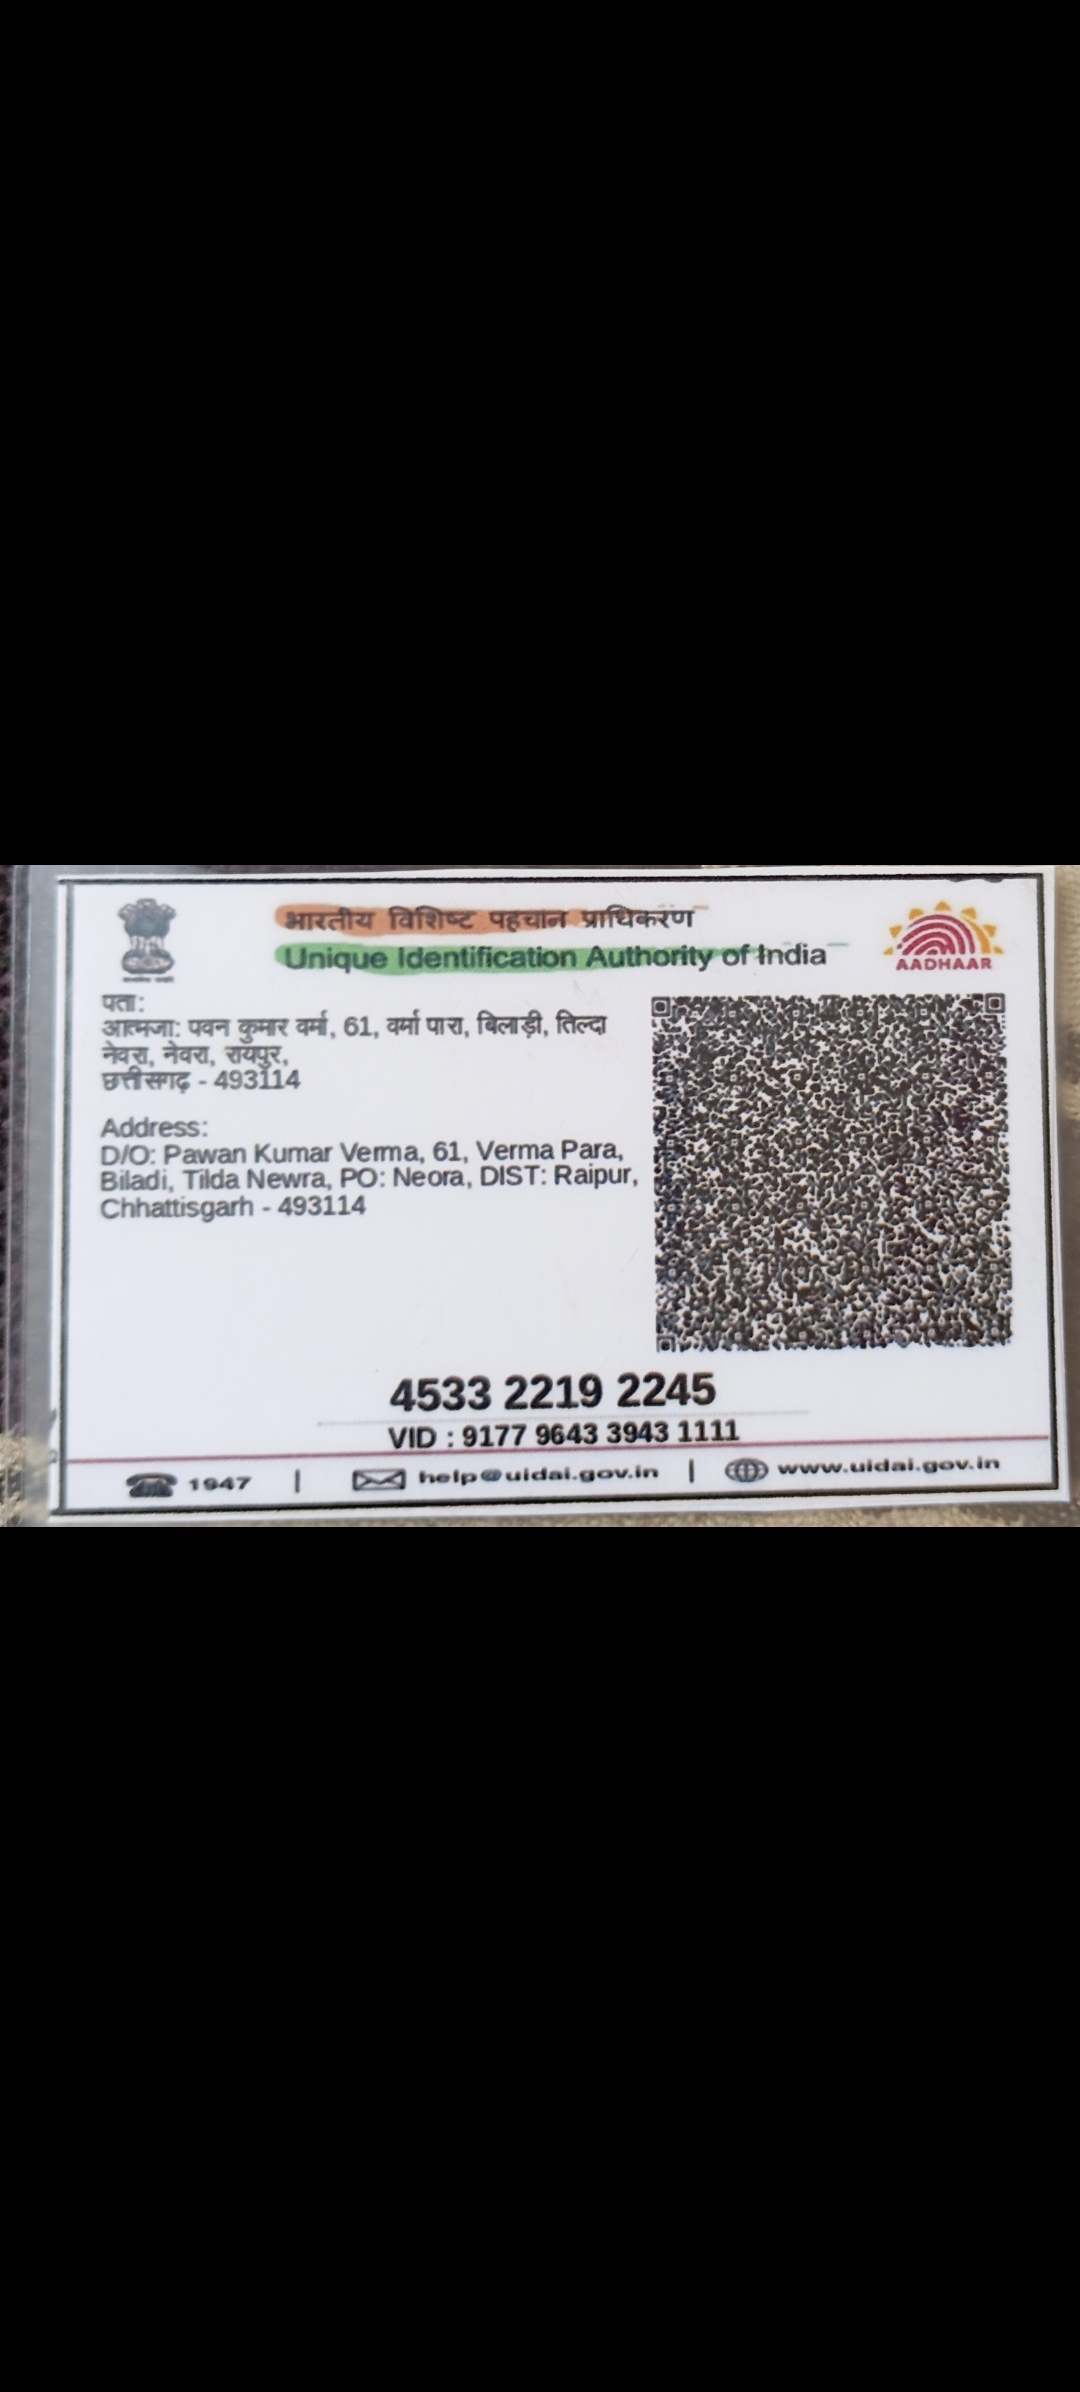 भारतीय विशिष्ट पहचान प्राधिकरण
Unique Identification Authority of India
AADHAAR
पता:
आत्मजा: पवन कुमार वर्मा, 61, वर्मा पारा, बिलाड़ी, तिल्दा
नेवरा, नेवरा, रायपुर,
छत्तीसगढ़ - 493114
Address:
D/O: Pawan Kumar Verma, 61, Verma Para,
Biladi, Tilda Newra, PO: Neora, DIST: Raipur,
Chhattisgarh - 493114
4533 2219 2245
VID : 9177 9643 3943 1111
1947 | help@uidai.gov.in | www.uidai.gov.in